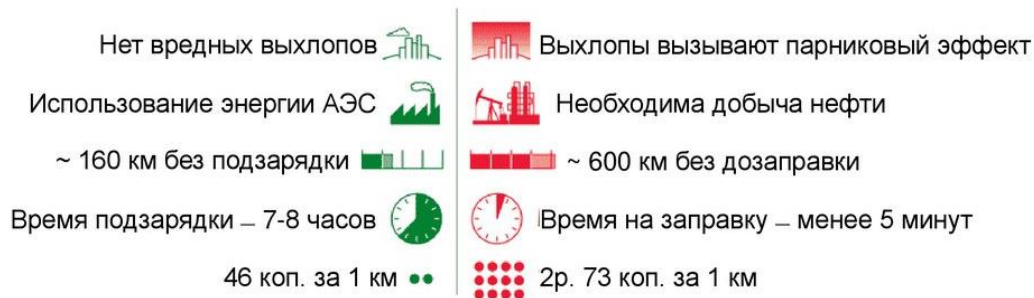 Нет вредных выхлопов
Выхлопы вызывают парниковый эффект
Использование энергии АЭС
Необходима добыча нефти
~ 160 км без подзарядки
~ 600 км без дозаправки
Время подзарядки – 7-8 часов
Время на заправку – менее 5 минут
46 коп. за 1 км
2р. 73 коп. за 1 км